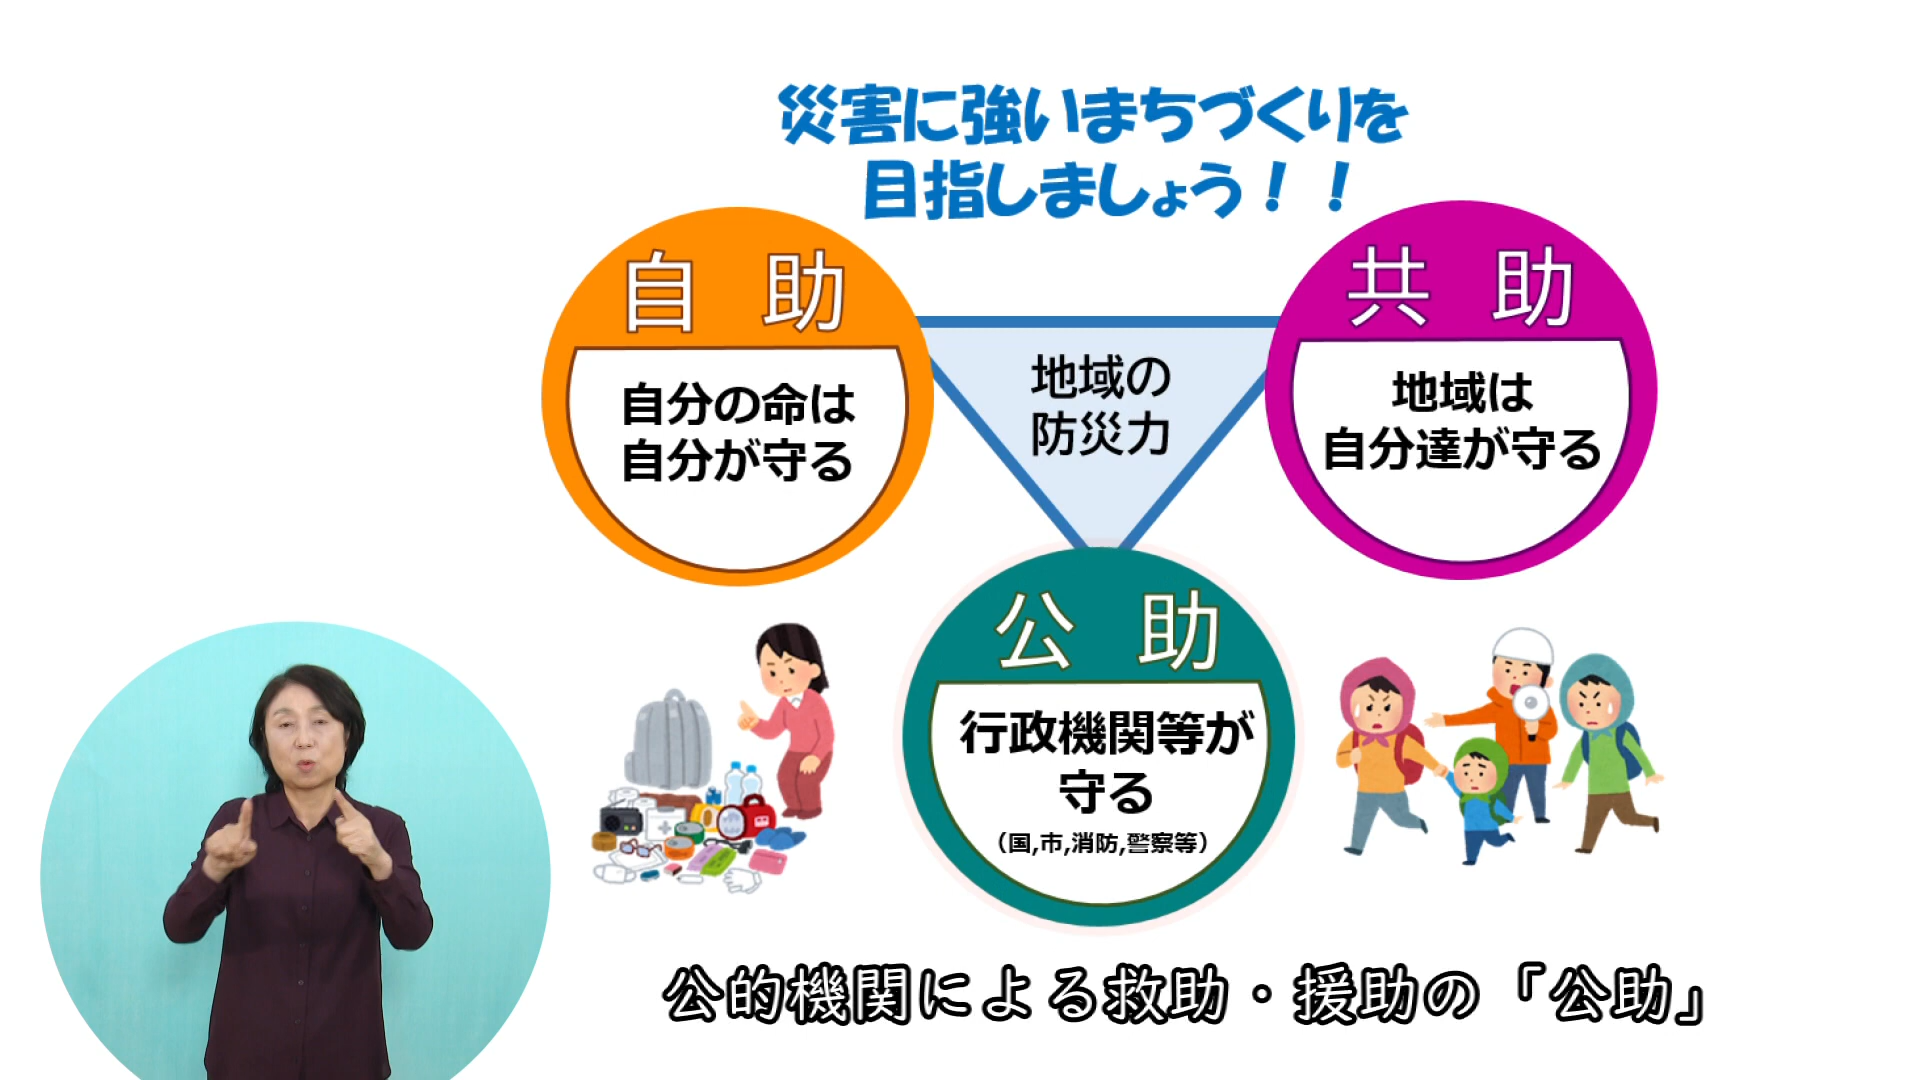 災害に強いまちづくりを
目指しましょう！！
自助
自分の命は
自分が守る
地域の
防災力
共助
地域は
自分達が守る
公助
行政機関等が
守る
（国,市,消防,警察等）
公的機関による救助・援助の「公助」